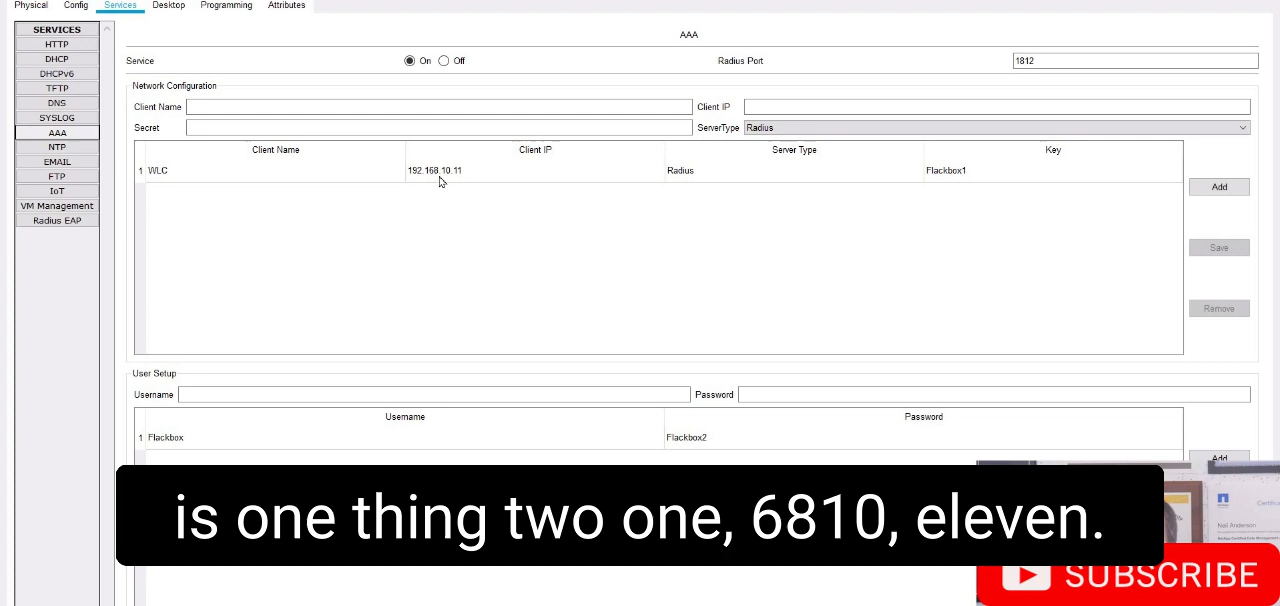 Physical Config Services Desktop Programming Attributes
SERVICES
HTTP
DHCP
DHCPv6
TFTP
DNS
SYSLOG
AAA
NTP
EMAIL
FTP
IoT
VM Management
Radius EAP
AAA
Service On Off Radius Port 1812
Network Configuration
Client Name Client IP
Secret ServerType Radius
Client Name Client IP Server Type Key
1 WLC 192.168.10.11 Radius Flackbox1
Add
Save
Remove
User Setup
Username Password
Username Password
1 Flackbox Flackbox2
Add
is one thing two one, 6810, eleven.
Neil Anderson
SUBSCRIBE